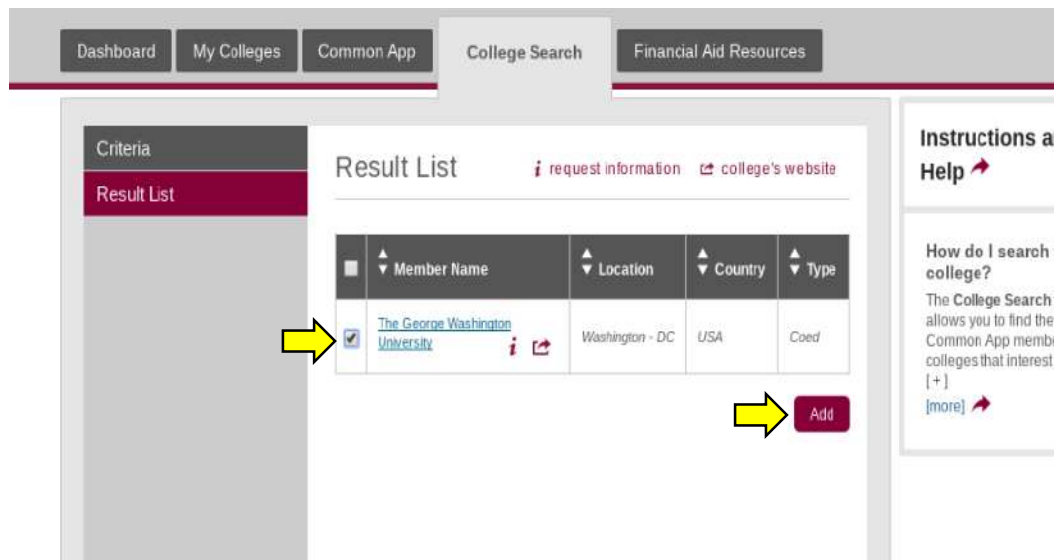 Dashboard My Colleges Common App College Search Financial Aid Resources
Criteria
Result List
Result List i request information college's website
Member Name Location Country Type
The George Washington
University i
Washington - DC USA Coed
Add
Instructions a
Help
How do I search
college?
The College Search
allows you to find the
Common App membe
colleges that interest
[+]
[more]